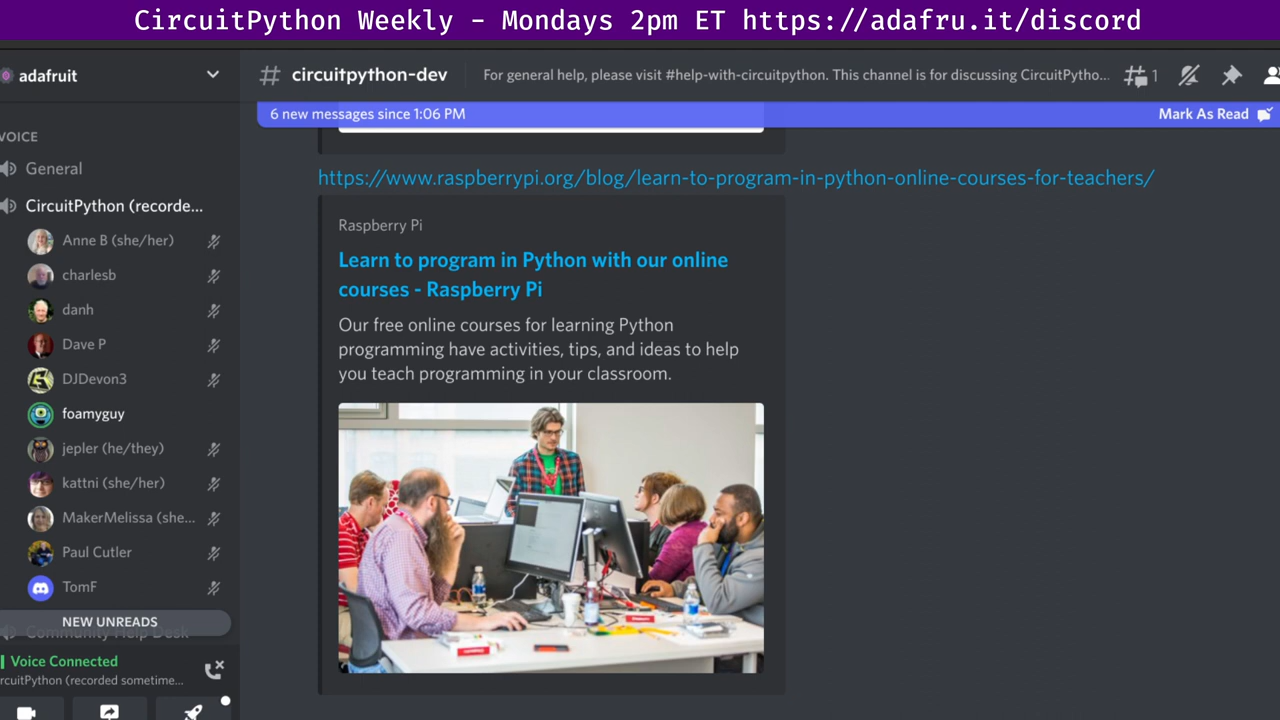 CircuitPython Weekly - Mondays 2pm ET https://adafru.it/discord
adafruit
circuitpython-dev
For general help, please visit #help-with-circuitpython. This channel is for discussing CircuitPytho...
1
6 new messages since 1:06 PM
Mark As Read
VOICE
General
CircuitPython (recorde...
Anne B (she/her)
charlesb
danh
Dave P
DJDevon3
foamyguy
jepler (he/they)
kattni (she/her)
MakerMelissa (she...
Paul Cutler
TomF
NEW UNREADS
Community Help Desk
Voice Connected
rcuitPython (recorded sometime...
https://www.raspberrypi.org/blog/learn-to-program-in-python-online-courses-for-teachers/
Raspberry Pi
Learn to program in Python with our online
courses - Raspberry Pi
Our free online courses for learning Python
programming have activities, tips, and ideas to help
you teach programming in your classroom.